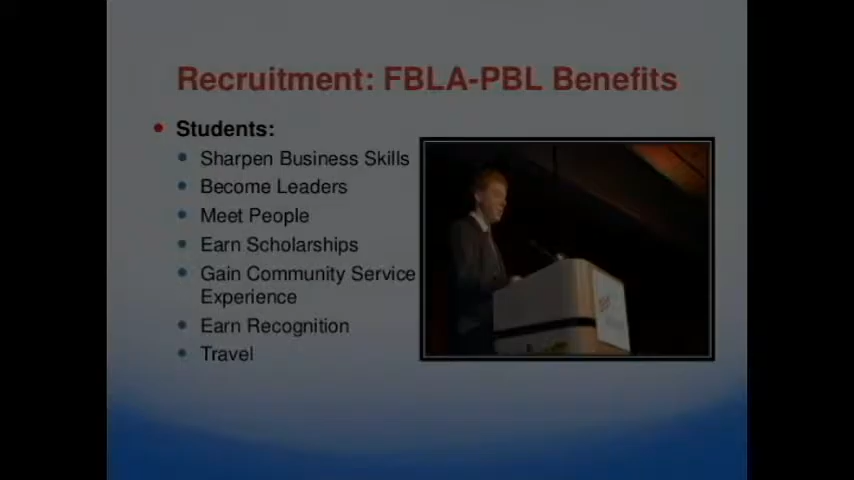 Recruitment: FBLA-PBL Benefits
Students:
Sharpen Business Skills
Become Leaders
Meet People
Earn Scholarships
Gain Community Service
Experience
Earn Recognition
Travel